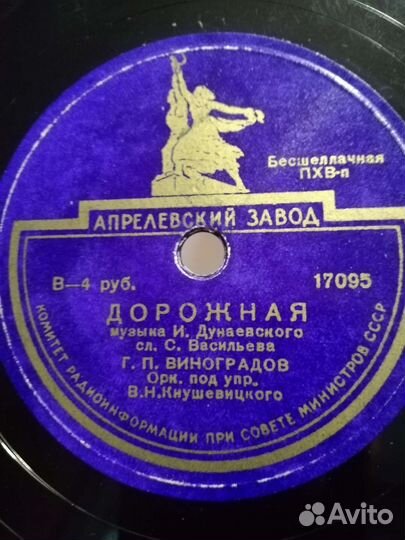 Бесшеллачная
ПХВ-п
АПРЕЛЕВСКИЙ ЗАВОД
В—4 руб.
17095
ДОРОЖНАЯ
музыка И. Дунаевского
сл. С. Васильева
Г. П. ВИНОГРАДОВ
Орк. под упр.
В.Н.Кнушевицкого
КОМИТЕТ РАДИОИНФОРМАЦИИ ПРИ СОВЕТЕ МИНИСТРОВ СССР
Avito